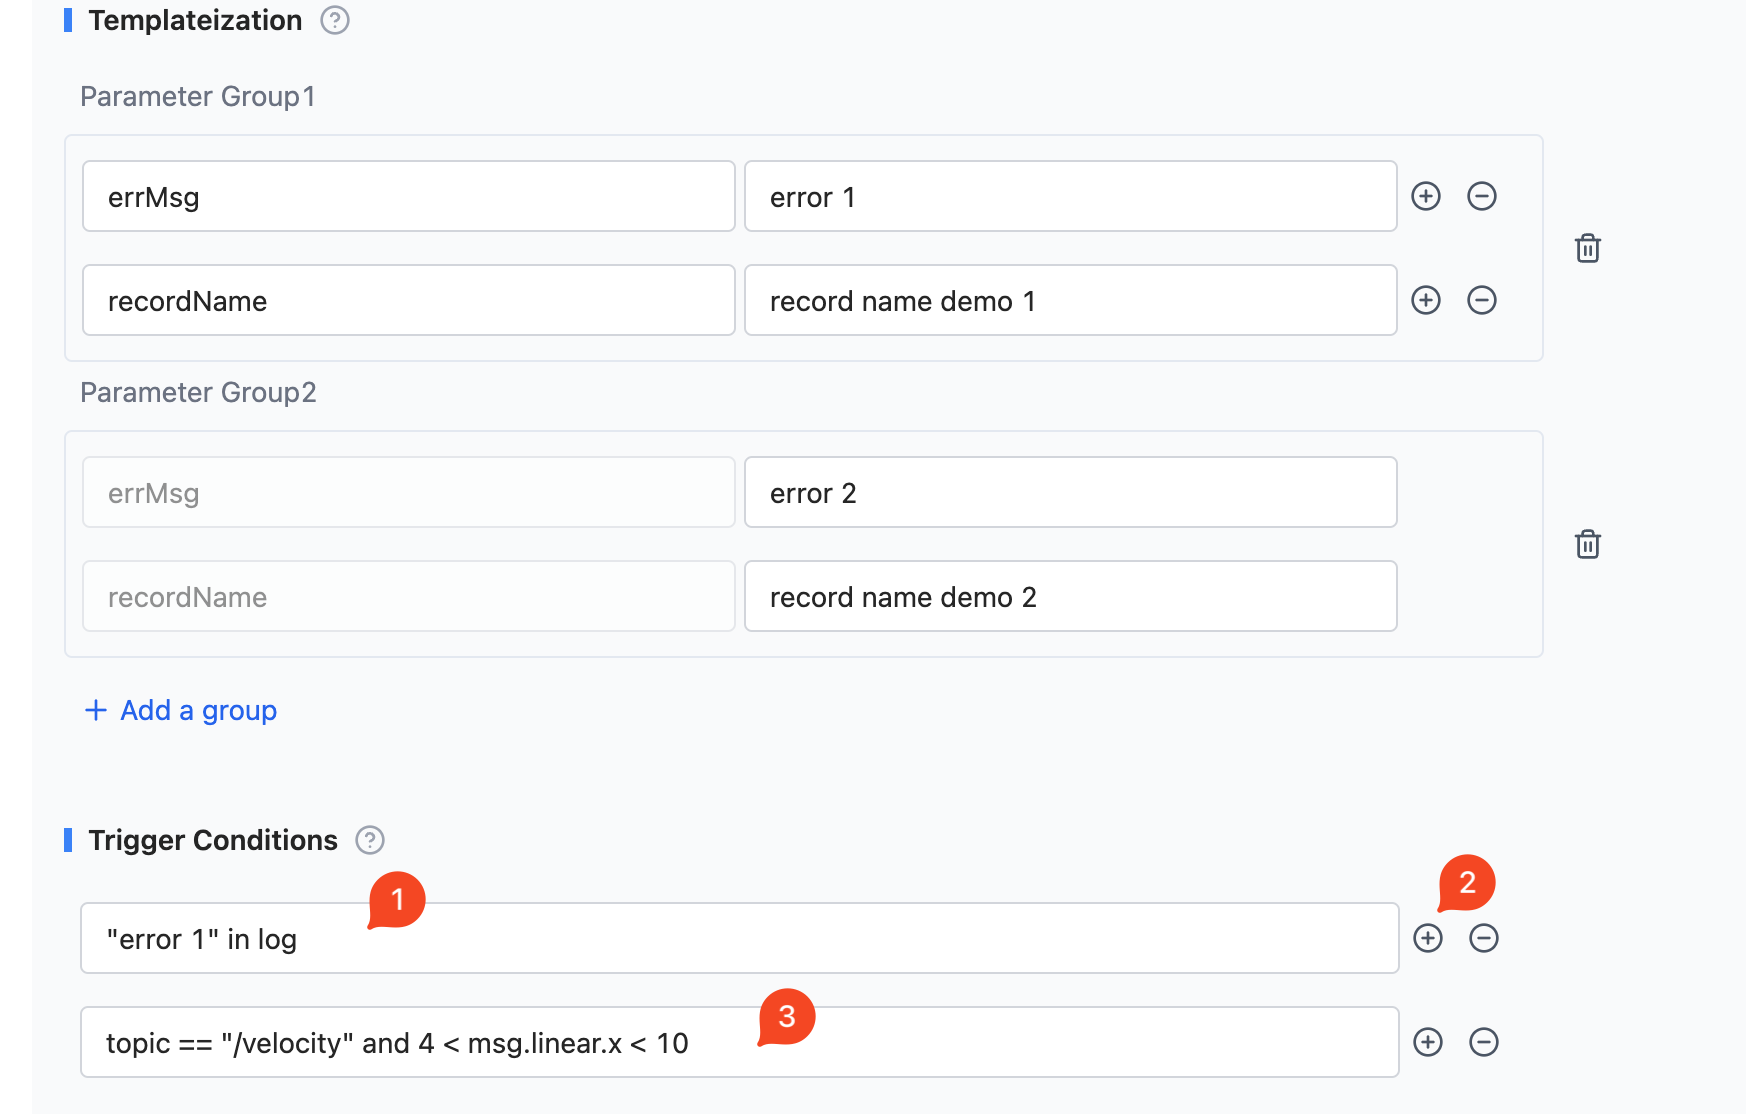 Templateization ?
Parameter Group1
errMsg error 1
recordName record name demo 1
Parameter Group2
errMsg error 2
recordName record name demo 2
+ Add a group
Trigger Conditions ?
1
2
"error 1" in log
3
topic == "/velocity" and 4 < msg.linear.x < 10